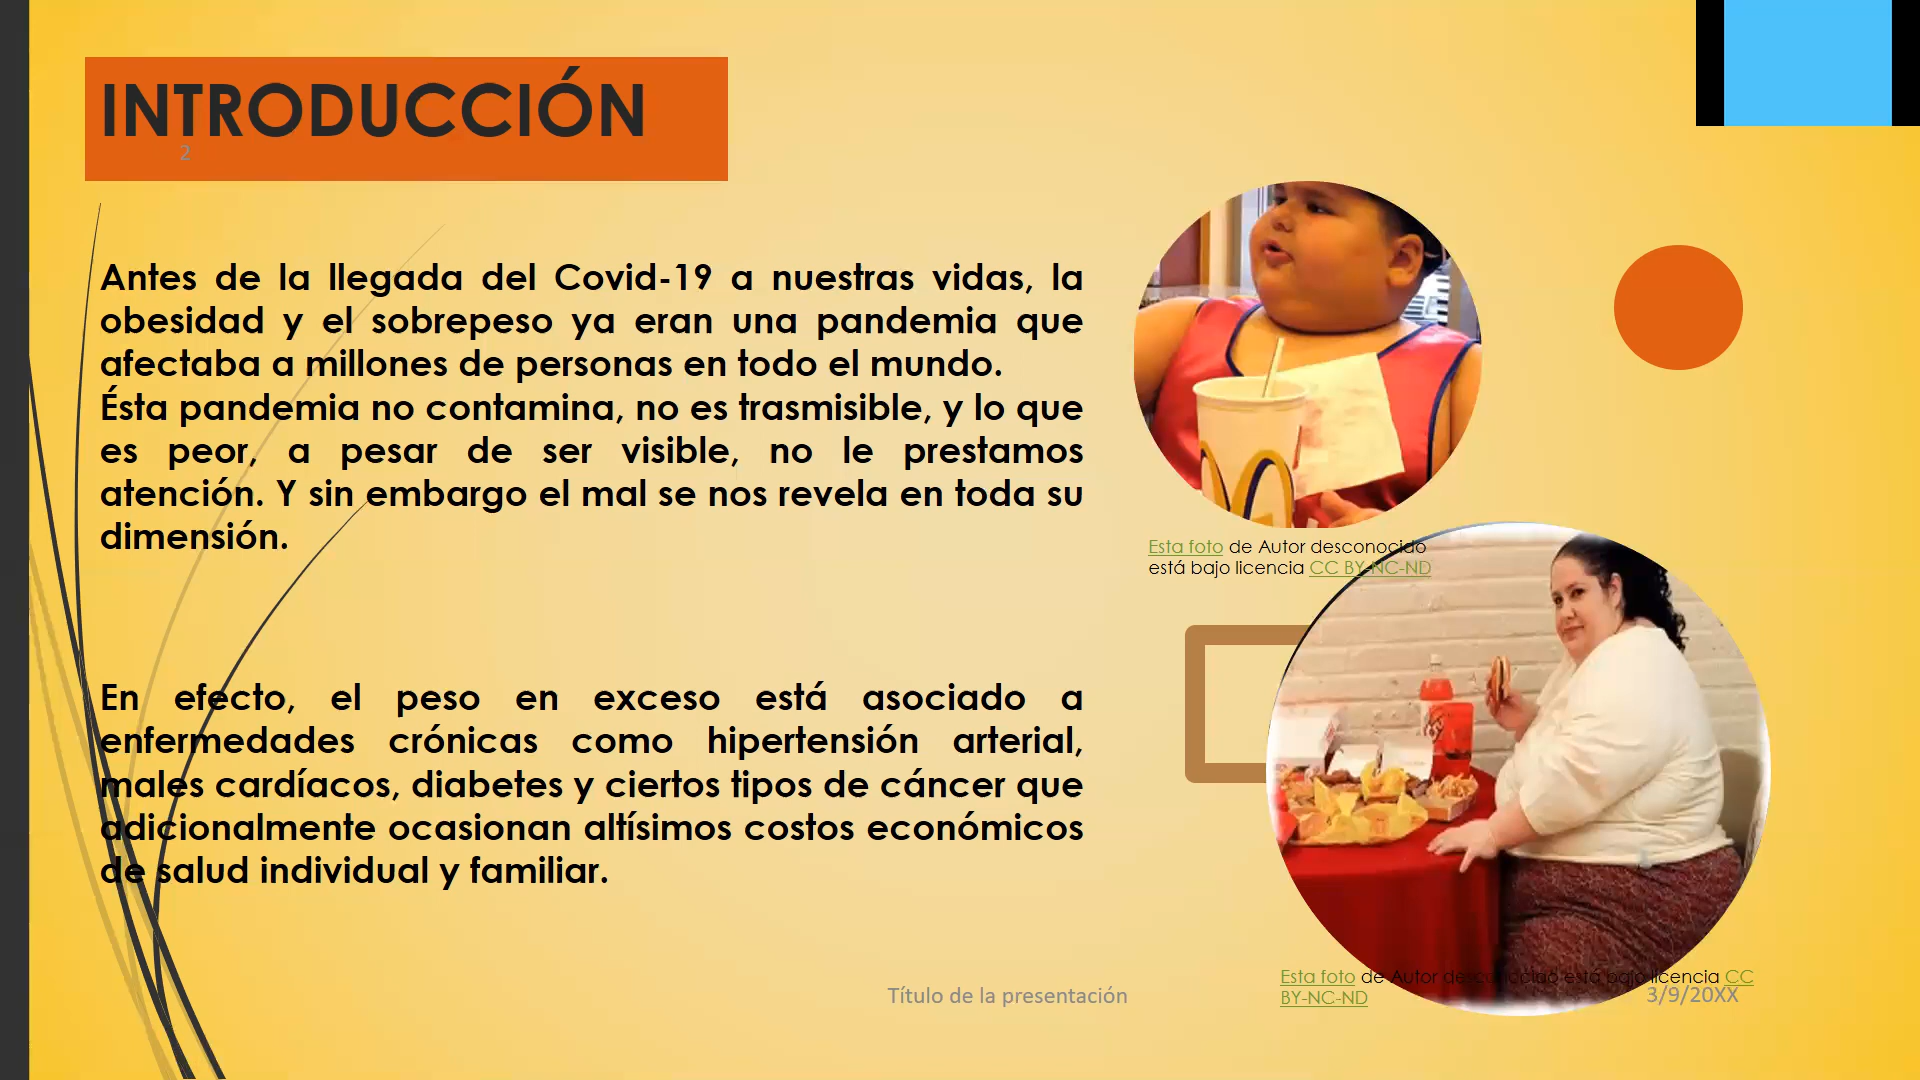 INTRODUCCIÓN
2
Antes de la llegada del Covid-19 a nuestras vidas, la
obesidad y el sobrepeso ya eran una pandemia que
afectaba a millones de personas en todo el mundo.
Ésta pandemia no contamina, no es trasmisible, y lo que
es peor, a pesar de ser visible, no le prestamos
atención. Y sin embargo el mal se nos revela en toda su
dimensión.
En efecto, el peso en exceso está asociado a
enfermedades crónicas como hipertensión arterial,
males cardíacos, diabetes y ciertos tipos de cáncer que
adicionalmente ocasionan altísimos costos económicos
de salud individual y familiar.
Esta foto de Autor desconocido
está bajo licencia CC BY-NC-ND
Esta foto de Autor desconocido está bajo licencia CC
BY-NC-ND
Título de la presentación
3/9/20XX